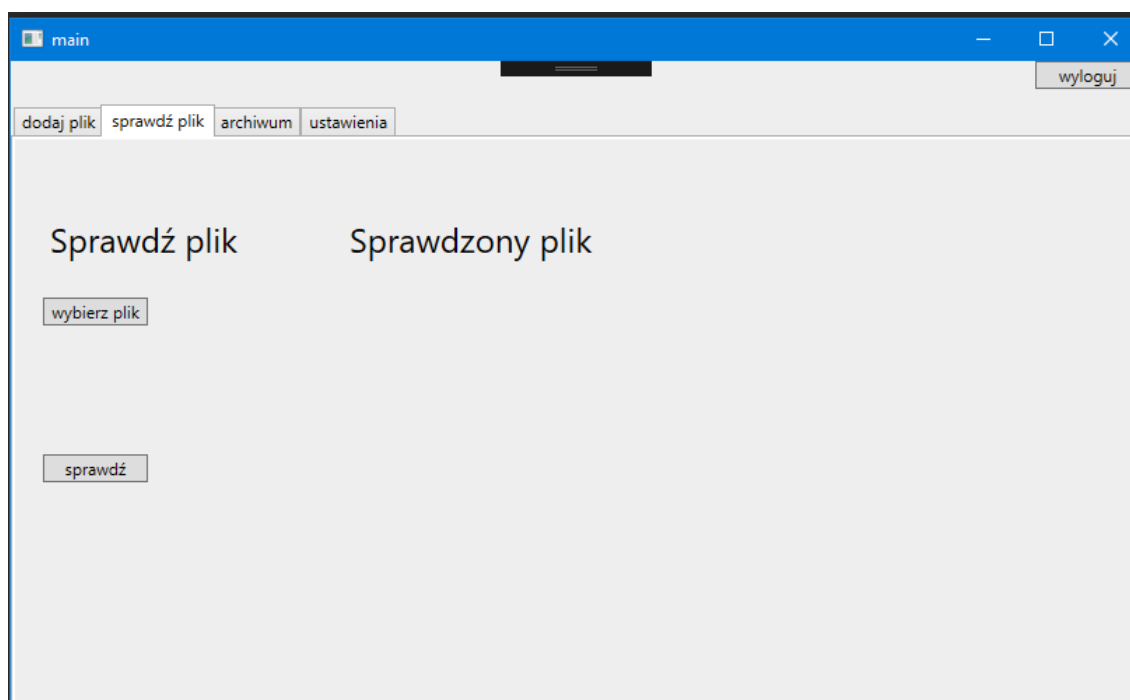 main
wyloguj
dodaj plik sprawdź plik archiwum ustawienia
Sprawdź plik Sprawdzony plik
wybierz plik
sprawdź